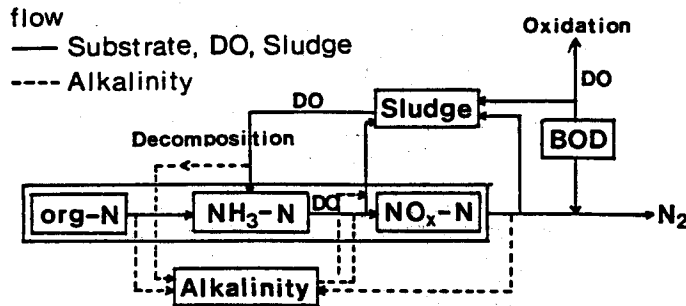 flow
Oxidation
— Substrate, DO, Sludge
DO
---- Alkalinity
DO
Sludge
Decomposition
BOD
org-N
NH₃-N
DO
NOₓ-N
N₂
Alkalinity